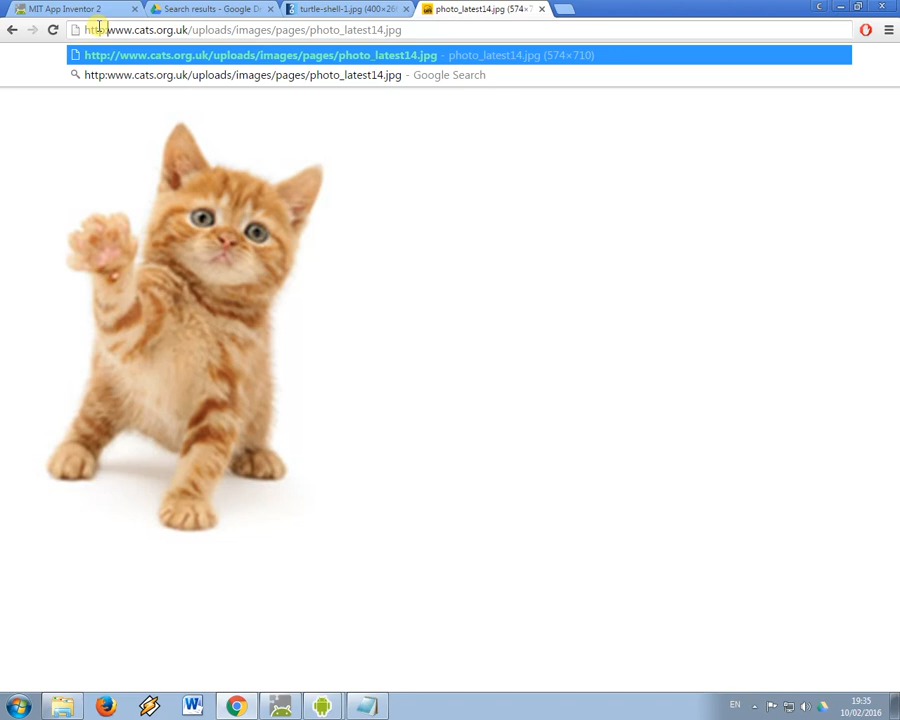 MIT App Inventor 2
Search results - Google D
turtle-shell-1.jpg (400×26
photo_latest14.jpg (574×7
http:www.cats.org.uk/uploads/images/pages/photo_latest14.jpg
http://www.cats.org.uk/uploads/images/pages/photo_latest14.jpg - photo_latest14.jpg (574×710)
http:www.cats.org.uk/uploads/images/pages/photo_latest14.jpg - Google Search
EN
19:35
10/02/2016